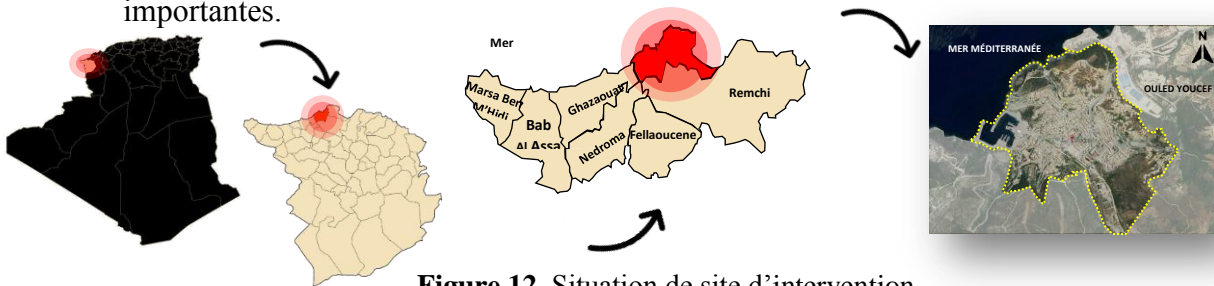 importantes.
Mer
Marsa Ben
M'Hidi
Bab
Al Assa
Ghazaouat
Nedroma
Fellaoucene
Remchi
MER MÉDITERRANÉE
N
OULED YOUCEF
Figure 12. Situation de site d'intervention